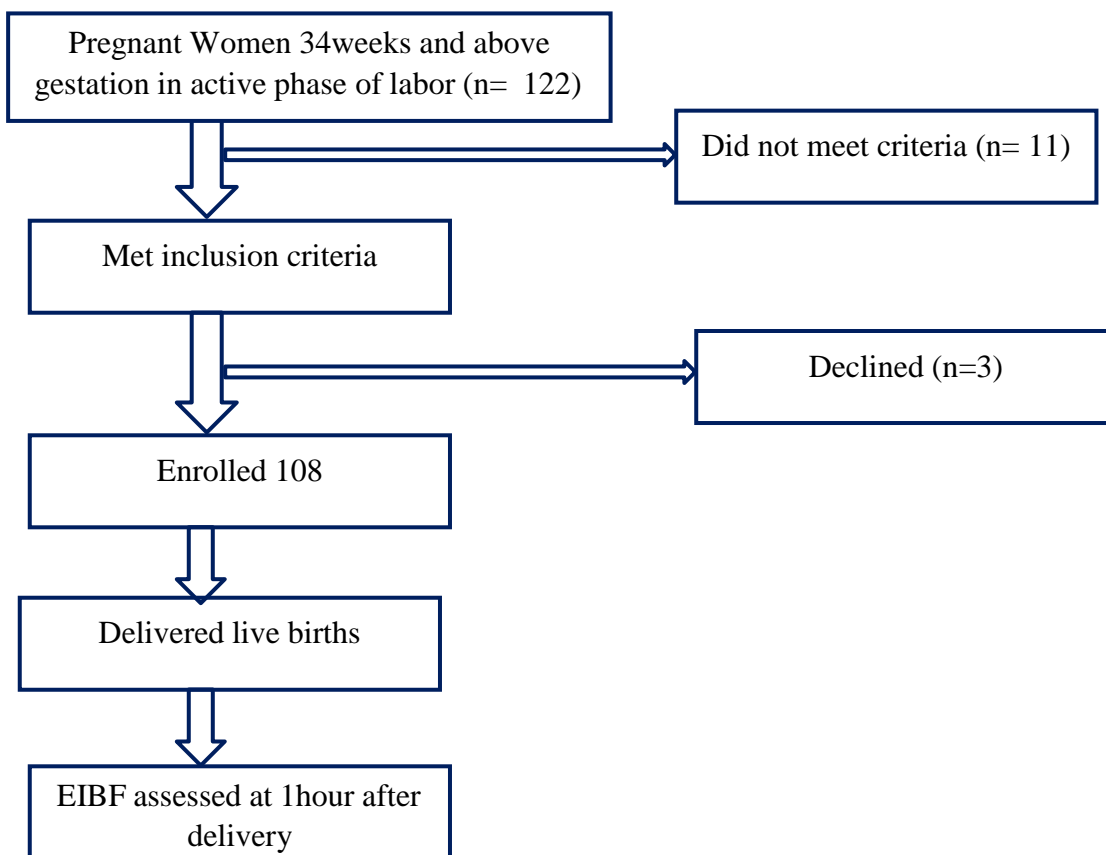 Pregnant Women 34weeks and above
gestation in active phase of labor (n=  122)
Did not meet criteria (n= 11)
Met inclusion criteria
Declined (n=3)
Enrolled 108
Delivered live births
EIBF assessed at 1hour after
delivery